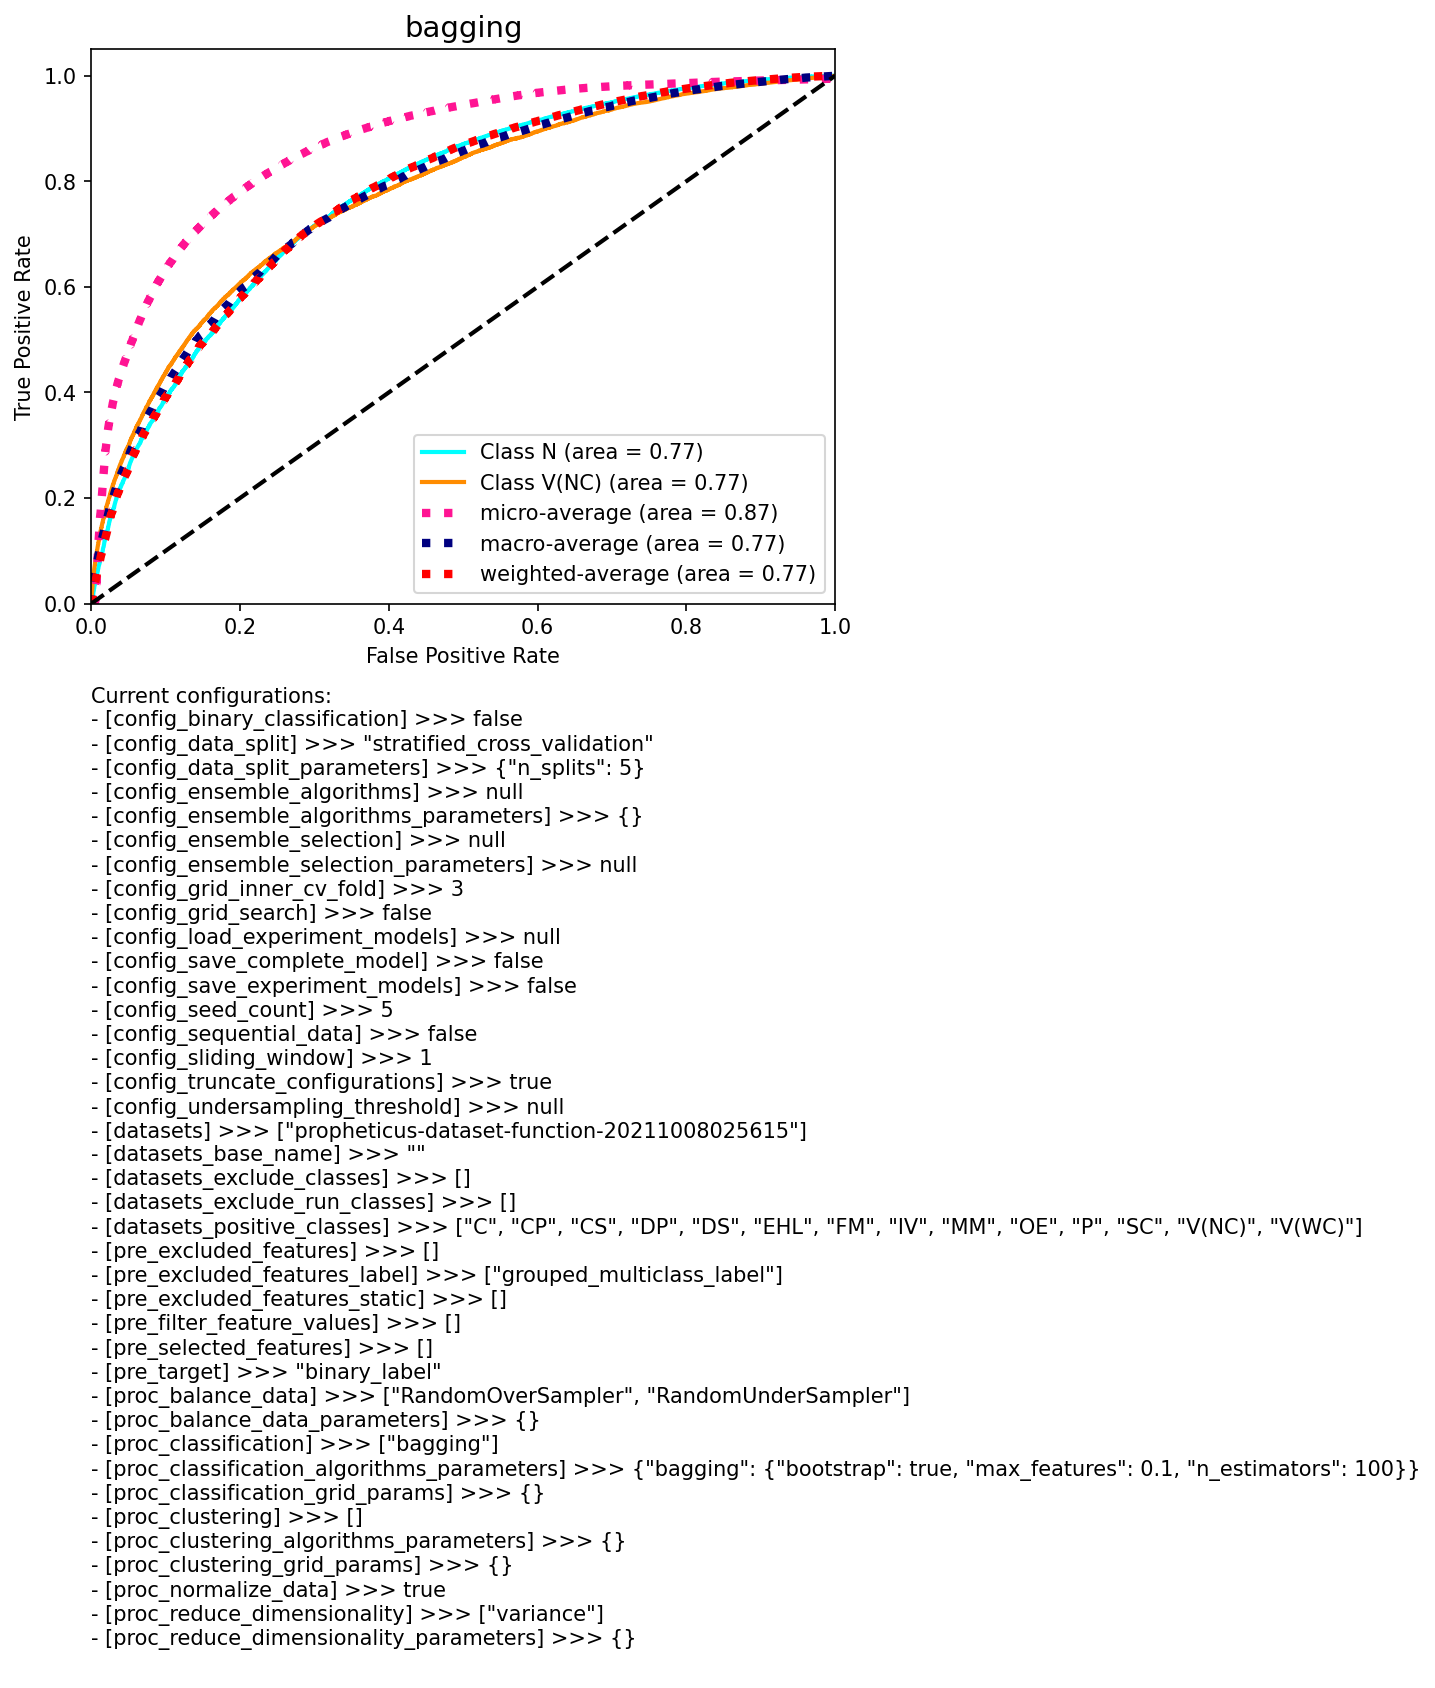 bagging
1.0
0.8
0.6
0.4
0.2
0.0
True Positive Rate
Class N (area = 0.77)
Class V(NC) (area = 0.77)
micro-average (area = 0.87)
macro-average (area = 0.77)
weighted-average (area = 0.77)
0.0 0.2 0.4 0.6 0.8 1.0
False Positive Rate
Current configurations:
- [config_binary_classification] >>> false
- [config_data_split] >>> "stratified_cross_validation"
- [config_data_split_parameters] >>> {"n_splits": 5}
- [config_ensemble_algorithms] >>> null
- [config_ensemble_algorithms_parameters] >>> {}
- [config_ensemble_selection] >>> null
- [config_ensemble_selection_parameters] >>> null
- [config_grid_inner_cv_fold] >>> 3
- [config_grid_search] >>> false
- [config_load_experiment_models] >>> null
- [config_save_complete_model] >>> false
- [config_save_experiment_models] >>> false
- [config_seed_count] >>> 5
- [config_sequential_data] >>> false
- [config_sliding_window] >>> 1
- [config_truncate_configurations] >>> true
- [config_undersampling_threshold] >>> null
- [datasets] >>> ["propheticus-dataset-function-20211008025615"]
- [datasets_base_name] >>> ""
- [datasets_exclude_classes] >>> []
- [datasets_exclude_run_classes] >>> []
- [datasets_positive_classes] >>> ["C", "CP", "CS", "DP", "DS", "EHL", "FM", "IV", "MM", "OE", "P", "SC", "V(NC)", "V(WC)"]
- [pre_excluded_features] >>> []
- [pre_excluded_features_label] >>> ["grouped_multiclass_label"]
- [pre_excluded_features_static] >>> []
- [pre_filter_feature_values] >>> []
- [pre_selected_features] >>> []
- [pre_target] >>> "binary_label"
- [proc_balance_data] >>> ["RandomOverSampler", "RandomUnderSampler"]
- [proc_balance_data_parameters] >>> {}
- [proc_classification] >>> ["bagging"]
- [proc_classification_algorithms_parameters] >>> {"bagging": {"bootstrap": true, "max_features": 0.1, "n_estimators": 100}}
- [proc_classification_grid_params] >>> {}
- [proc_clustering] >>> []
- [proc_clustering_algorithms_parameters] >>> {}
- [proc_clustering_grid_params] >>> {}
- [proc_normalize_data] >>> true
- [proc_reduce_dimensionality] >>> ["variance"]
- [proc_reduce_dimensionality_parameters] >>> {}